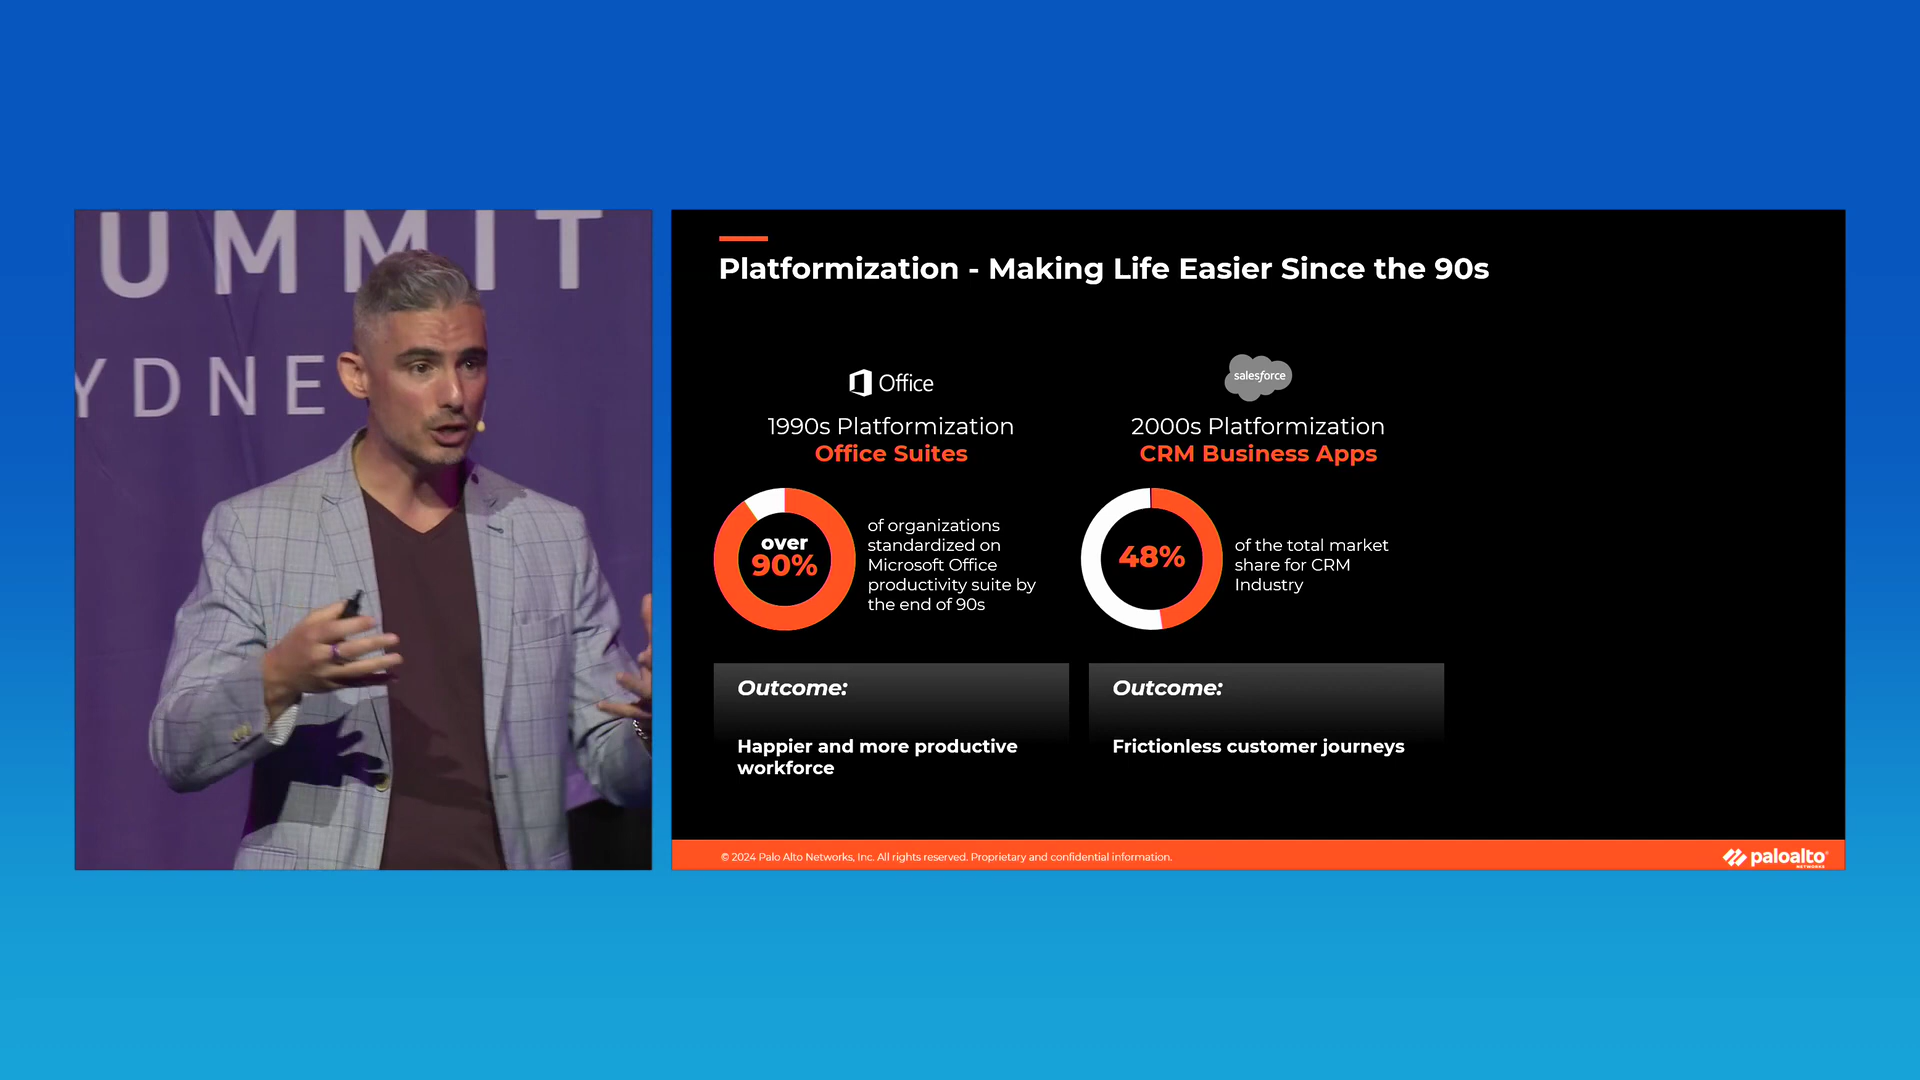 UMMIT
YDNE
Platformization - Making Life Easier Since the 90s
Office
1990s Platformization
Office Suites
over
90%
of organizations
standardized on
Microsoft Office
productivity suite by
the end of 90s
Outcome:
Happier and more productive
workforce
salesforce
2000s Platformization
CRM Business Apps
48%
of the total market
share for CRM
Industry
Outcome:
Frictionless customer journeys
© 2024 Palo Alto Networks, Inc. All rights reserved. Proprietary and confidential information.
paloalto
NETWORKS